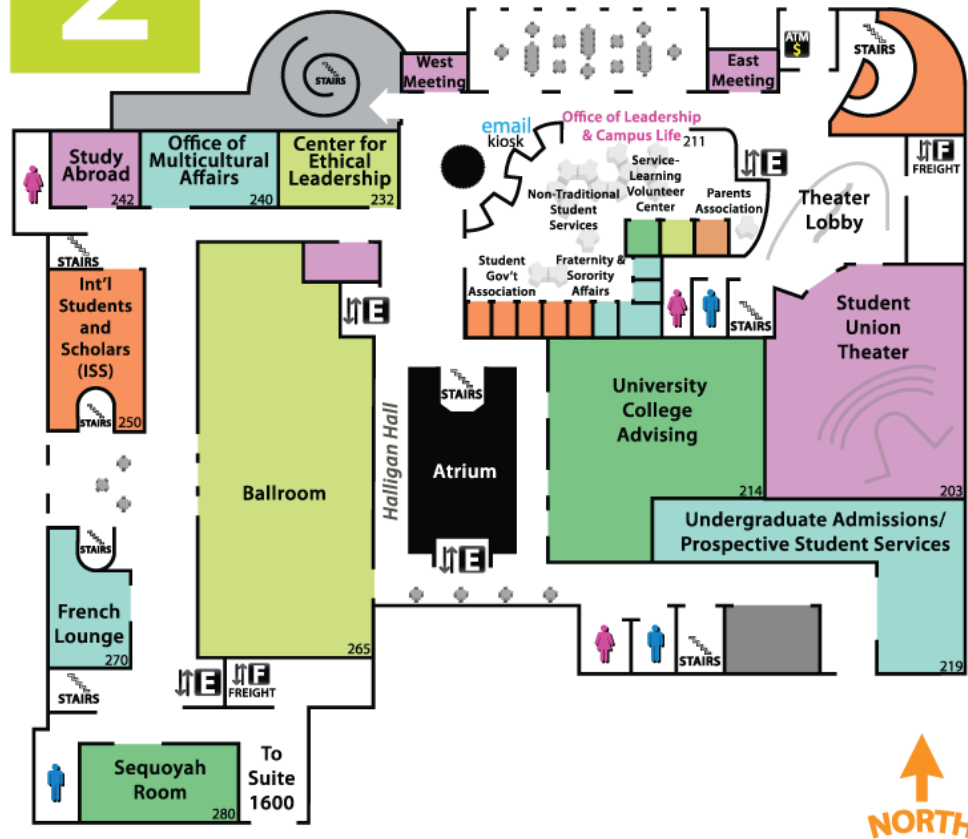 2
STAIRS
West
Meeting
East
Meeting
ATM
$
STAIRS
Study
Abroad
242
Office of
Multicultural
Affairs
240
Center for
Ethical
Leadership
232
email
kiosk
Office of Leadership
& Campus Life
211
Service-
Learning
Volunteer
Center
Non-Traditional
Student
Services
Parents
Association
E
F
FREIGHT
Theater
Lobby
STAIRS
Student
Gov't
Association
Fraternity &
Sorority
Affairs
Int'l
Students
and
Scholars
(ISS)
STAIRS
250
E
STAIRS
Student
Union
Theater
203
STAIRS
Atrium
E
Halligan Hall
Ballroom
265
University
College
Advising
214
Undergraduate Admissions/
Prospective Student Services
219
STAIRS
French
Lounge
270
STAIRS
E
F
FREIGHT
STAIRS
Sequoyah
Room
280
To
Suite
1600
NORTH